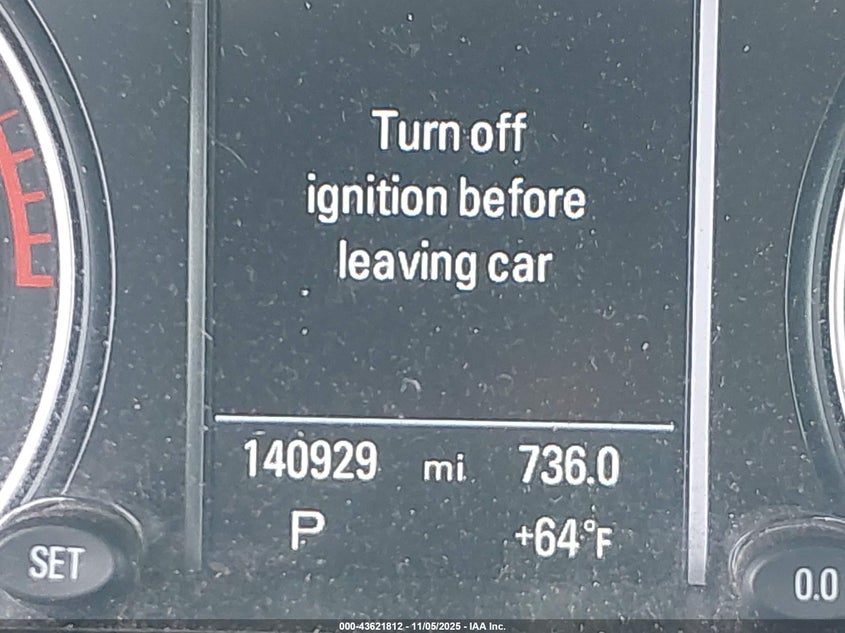 Turn off
ignition before
leaving car
140929 mi 736.0
P +64°F
SET
0.0
000-43621812 - 11/05/2025 - IAA Inc.